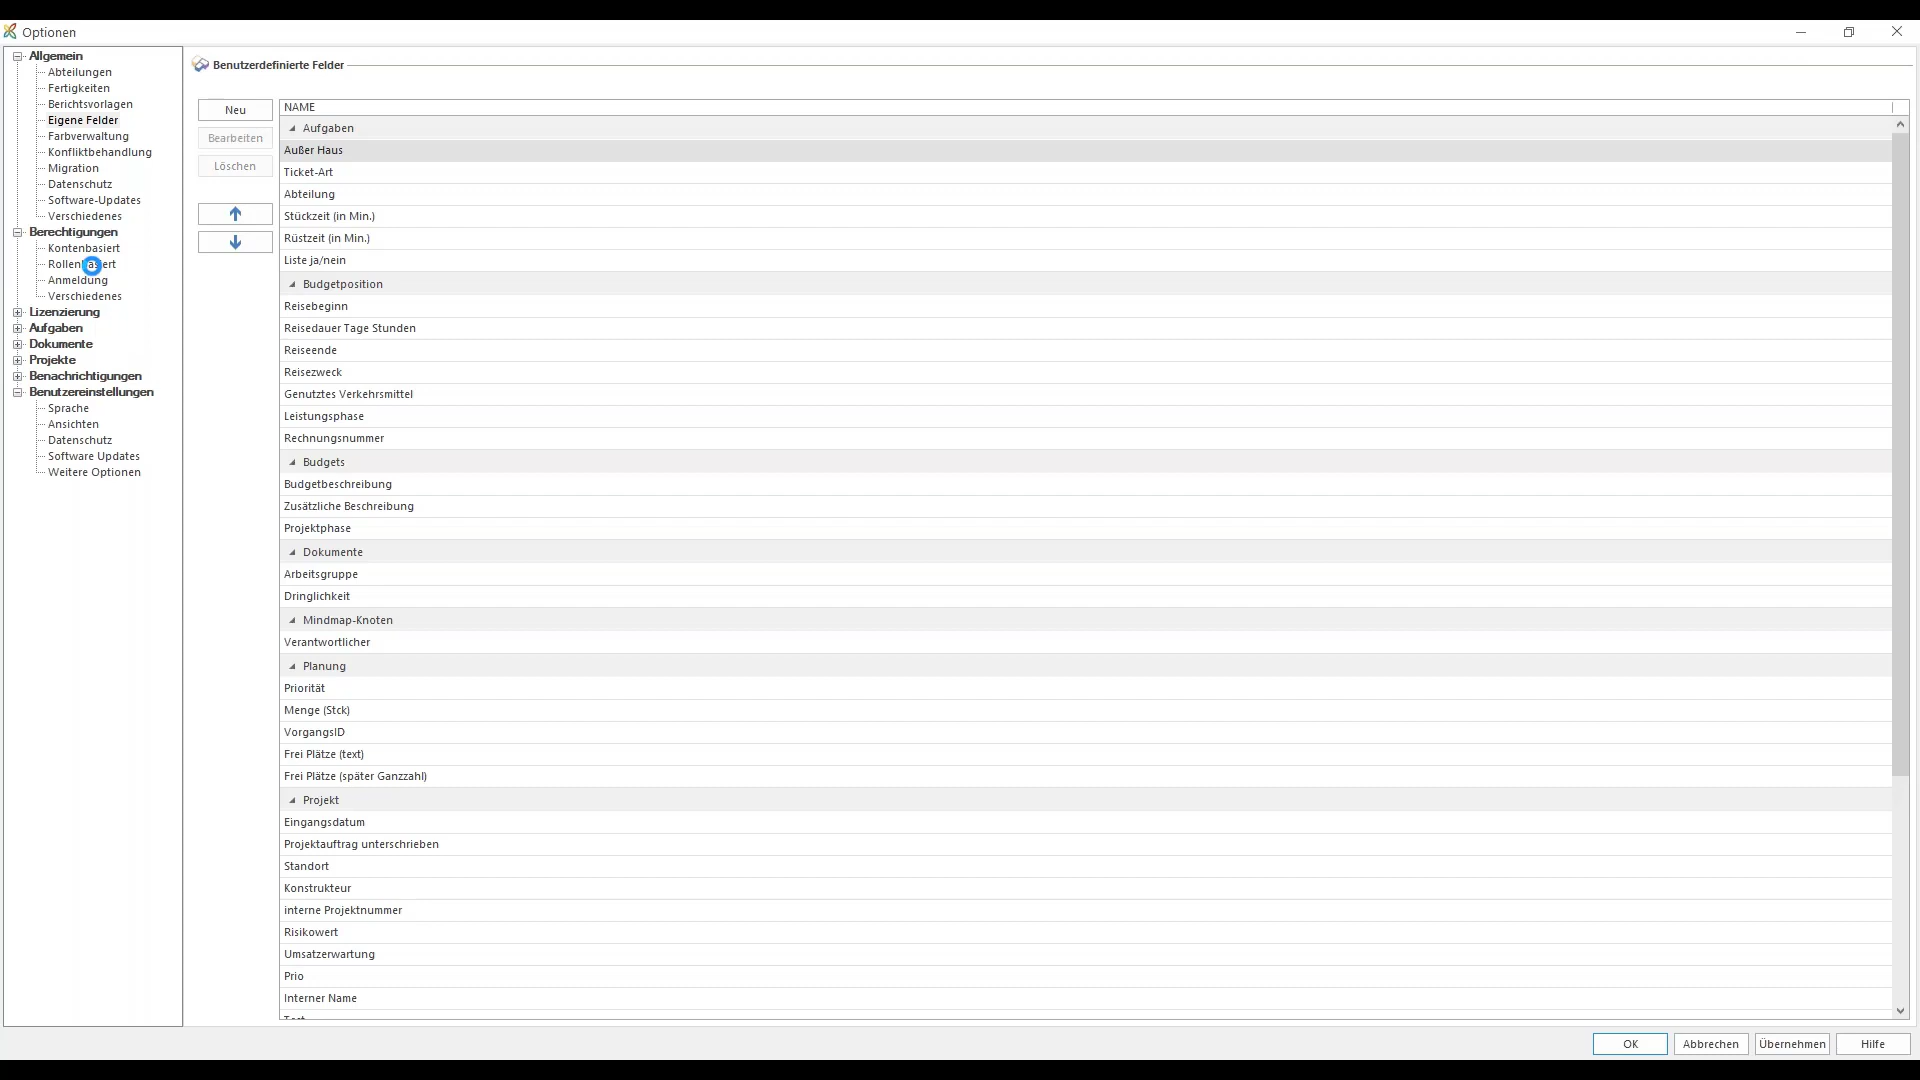 Optionen
Allgemein
Abteilungen
Fertigkeiten
Berichtsvorlagen
Eigene Felder
Farbverwaltung
Konfliktbehandlung
Migration
Datenschutz
Software-Updates
Verschiedenes
Berechtigungen
Kontenbasiert
Rollenbasiert
Anmeldung
Verschiedenes
Lizenzierung
Aufgaben
Dokumente
Projekte
Benachrichtigungen
Benutzereinstellungen
Sprache
Ansichten
Datenschutz
Software Updates
Weitere Optionen
Benutzerdefinierte Felder
Neu
Bearbeiten
Löschen
NAME
Aufgaben
Außer Haus
Ticket-Art
Abteilung
Stückzeit (in Min.)
Rüstzeit (in Min.)
Liste ja/nein
Budgetposition
Reisebeginn
Reisedauer Tage Stunden
Reiseende
Reisezweck
Genutztes Verkehrsmittel
Leistungsphase
Rechnungsnummer
Budgets
Budgetbeschreibung
Zusätzliche Beschreibung
Projektphase
Dokumente
Arbeitsgruppe
Dringlichkeit
Mindmap-Knoten
Verantwortlicher
Planung
Priorität
Menge (Stck)
VorgangsID
Frei Plätze (text)
Frei Plätze (später Ganzzahl)
Projekt
Eingangsdatum
Projektauftrag unterschrieben
Standort
Konstrukteur
interne Projektnummer
Risikowert
Umsatzerwartung
Prio
Interner Name
OK
Abbrechen
Übernehmen
Hilfe